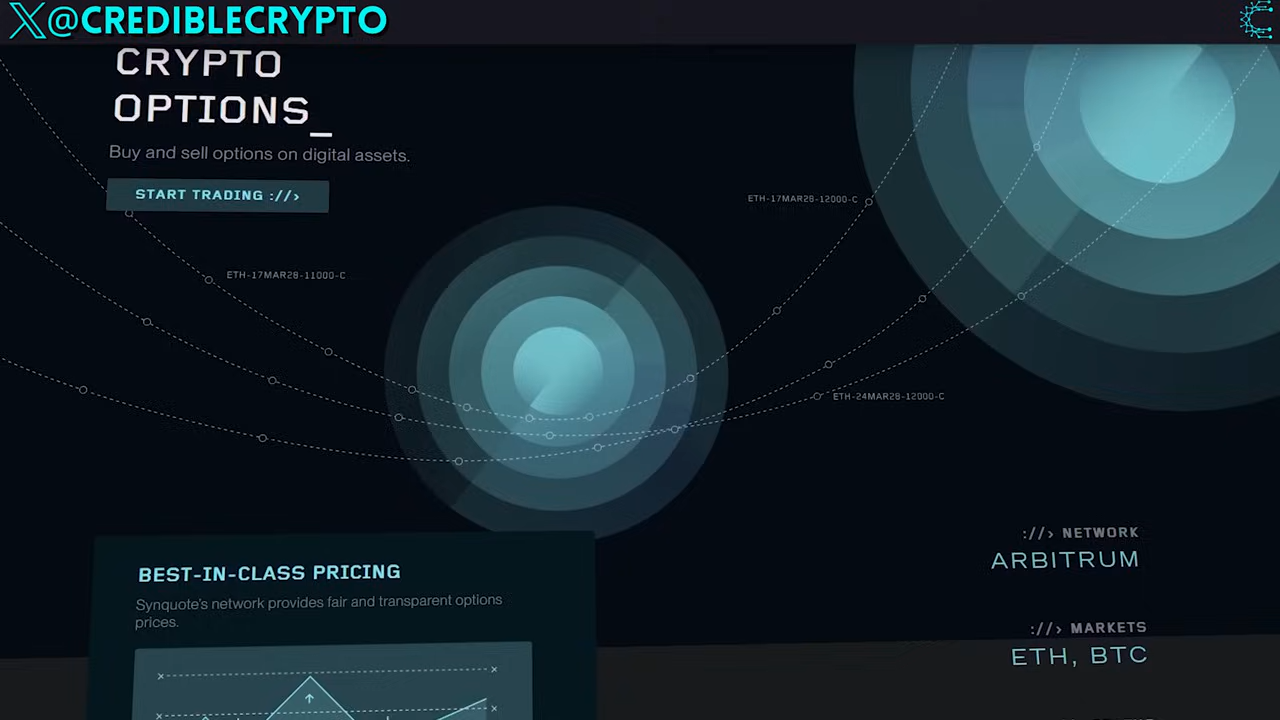 X@CREDIBLECRYPTO
CRYPTO
OPTIONS_
Buy and sell options on digital assets.
START TRADING ://>
ETH-17MAR28-12000-C
ETH-17MAR28-11000-C
ETH-24MAR28-12000-C
://> NETWORK
ARBITRUM
BEST-IN-CLASS PRICING
Synquote's network provides fair and transparent options
prices.
://> MARKETS
ETH, BTC